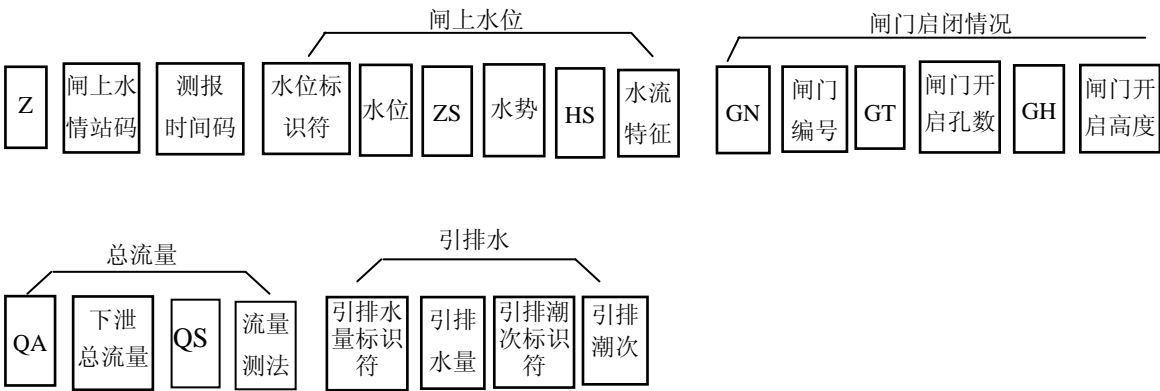 闸上水位
闸门启闭情况
Z
闸上水
情站码
测报
时间码
水位标
识符
水位
ZS
水势
HS
水流
特征
GN
闸门
编号
GT
闸门开
启孔数
GH
闸门开
启高度
总流量
引排水
QA
下泄
总流量
QS
流量
测法
引排水
量标识
符
引排
水量
引排潮
次标识
符
引排
潮次